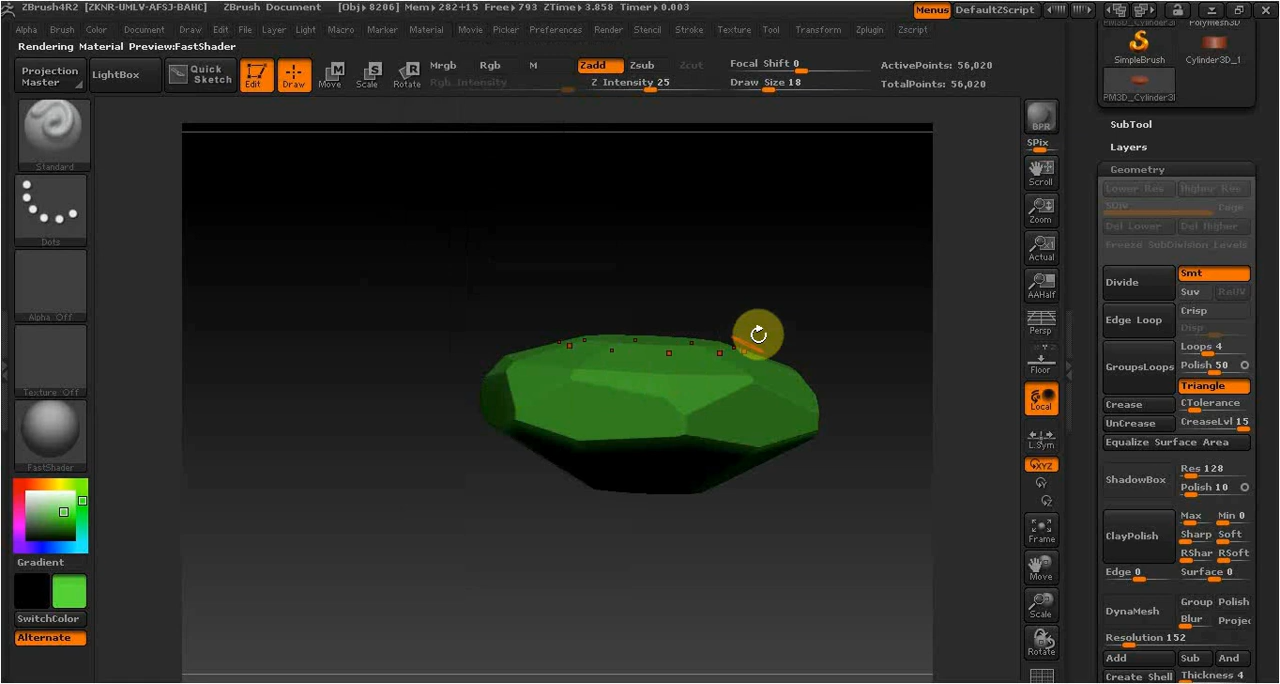 ZBrush4R2 [ZKNR-UMLV-AFSJ-BAHC] ZBrush Document [Obj▸ 8206] Mem▸282+15 Free▸793 ZTime▸3.858 Timer▸0.003 Menus DefaultZScript
Alpha Brush Color Document Draw Edit File Layer Light Macro Marker Material Movie Picker Preferences Render Stencil Stroke Texture Tool Transform Zplugin Zscript
Rendering Material Preview:FastShader
Projection Master
LightBox
Quick Sketch
Edit
Draw
Move
Scale
Rotate
Mrgb Rgb M Zadd Zsub Zcut Focal Shift 0 ActivePoints: 56,020
Rgb Intensity Z Intensity 25 Draw Size 18 TotalPoints: 56,020
Standard
Dots
Alpha Off
Texture Off
FastShader
Gradient
SwitchColor
Alternate
BPR
SPix
Scroll
Zoom
Actual
AAHalf
Persp
Floor
Local
L.Sym
XYZ
Frame
Move
Scale
Rotate
PM3D_Cylinder3I PolyMesh3D
SimpleBrush Cylinder3D_1
PM3D_Cylinder3I
SubTool
Layers
Geometry
Lower Res Higher Res
SDiv Cage
Del Lower Del Higher
Freeze SubDivision Levels
Divide
Smt
Suv ReUV
Edge Loop
Crisp
Disp
GroupsLoops
Loops 4
Polish 50
Triangle
Crease CTolerance
UnCrease CreaseLvl 15
Equalize Surface Area
ShadowBox
Res 128
Polish 10
ClayPolish
Max Min 0
Sharp Soft
RShar RSoft
Edge 0 Surface 0
DynaMesh
Group Polish
Blur Projec
Resolution 152
Add Sub And
Create Shell Thickness 4